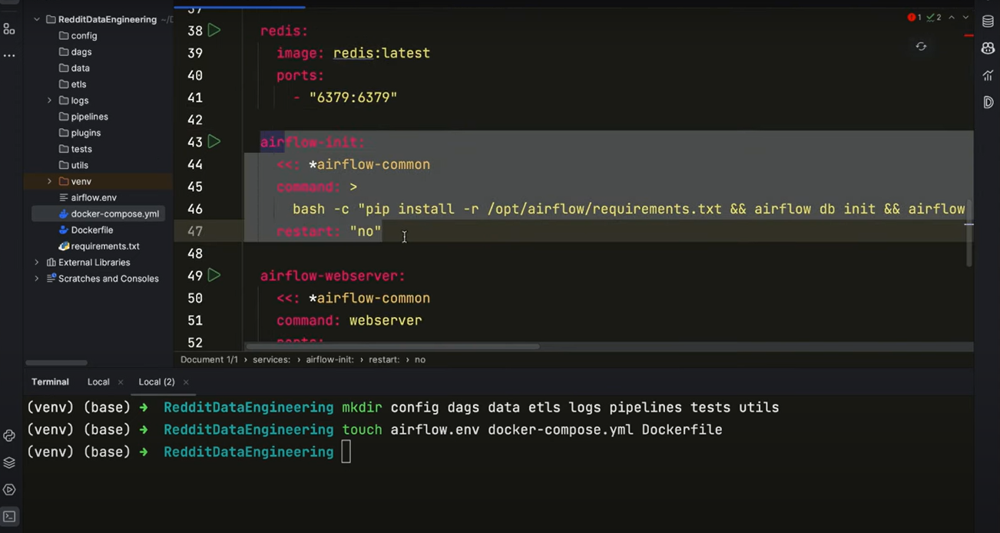 RedditDataEngineering ~/D
config
dags
data
etls
logs
pipelines
plugins
tests
utils
venv
airflow.env
docker-compose.yml
Dockerfile
requirements.txt
External Libraries
Scratches and Consoles
1 2
37
38 redis:
39 image: redis:latest
40 ports:
41 - "6379:6379"
42
43 airflow-init:
44 <<: *airflow-common
45 command: >
46 bash -c "pip install -r /opt/airflow/requirements.txt && airflow db init && airflow
47 restart: "no"
48
49 airflow-webserver:
50 <<: *airflow-common
51 command: webserver
52 ports:
Document 1/1 › services: › airflow-init: › restart: › no
Terminal Local × Local (2) ×
(venv) (base) ➜ RedditDataEngineering mkdir config dags data etls logs pipelines tests utils
(venv) (base) ➜ RedditDataEngineering touch airflow.env docker-compose.yml Dockerfile
(venv) (base) ➜ RedditDataEngineering